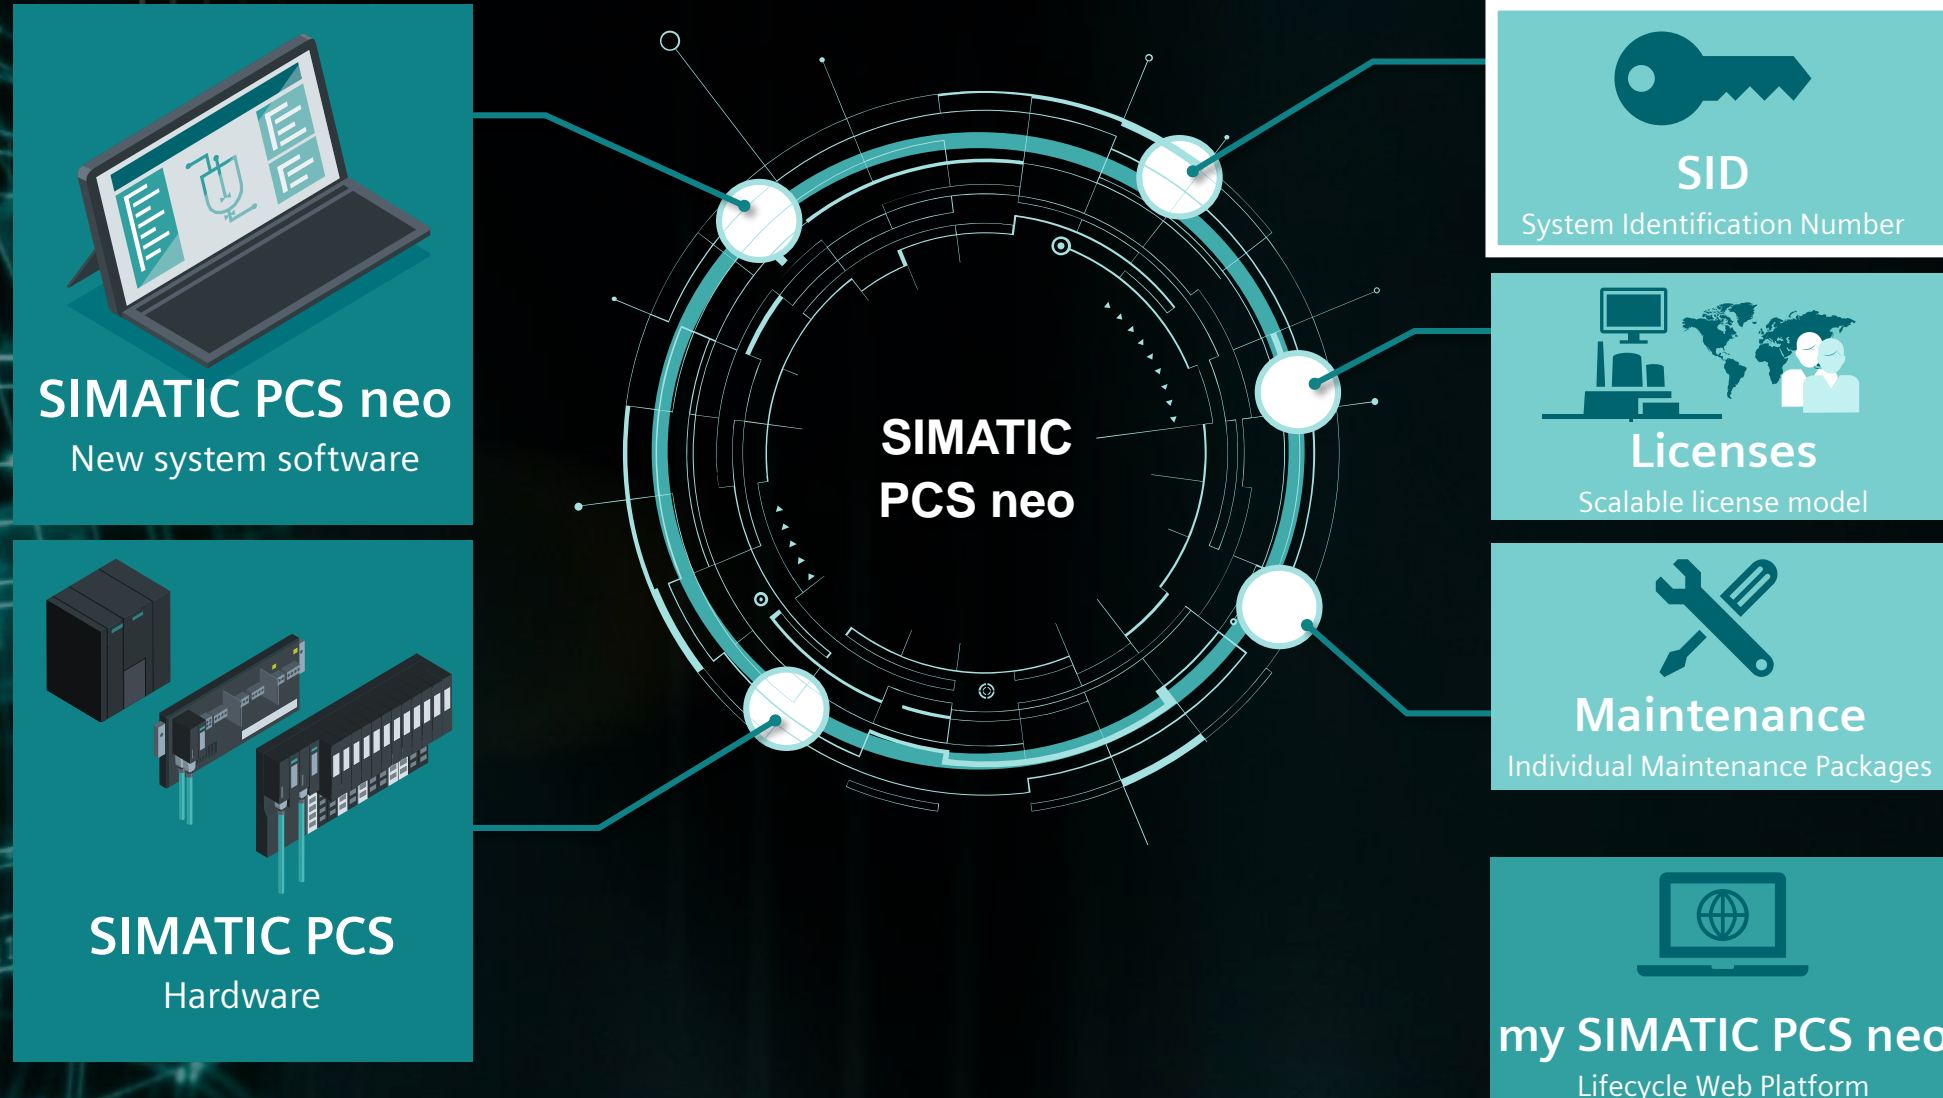 SIMATIC PCS neo
New system software
SIMATIC PCS
Hardware
SIMATIC
PCS neo
SID
System Identification Number
Licenses
Scalable license model
Maintenance
Individual Maintenance Packages
my SIMATIC PCS neo
Lifecycle Web Platform